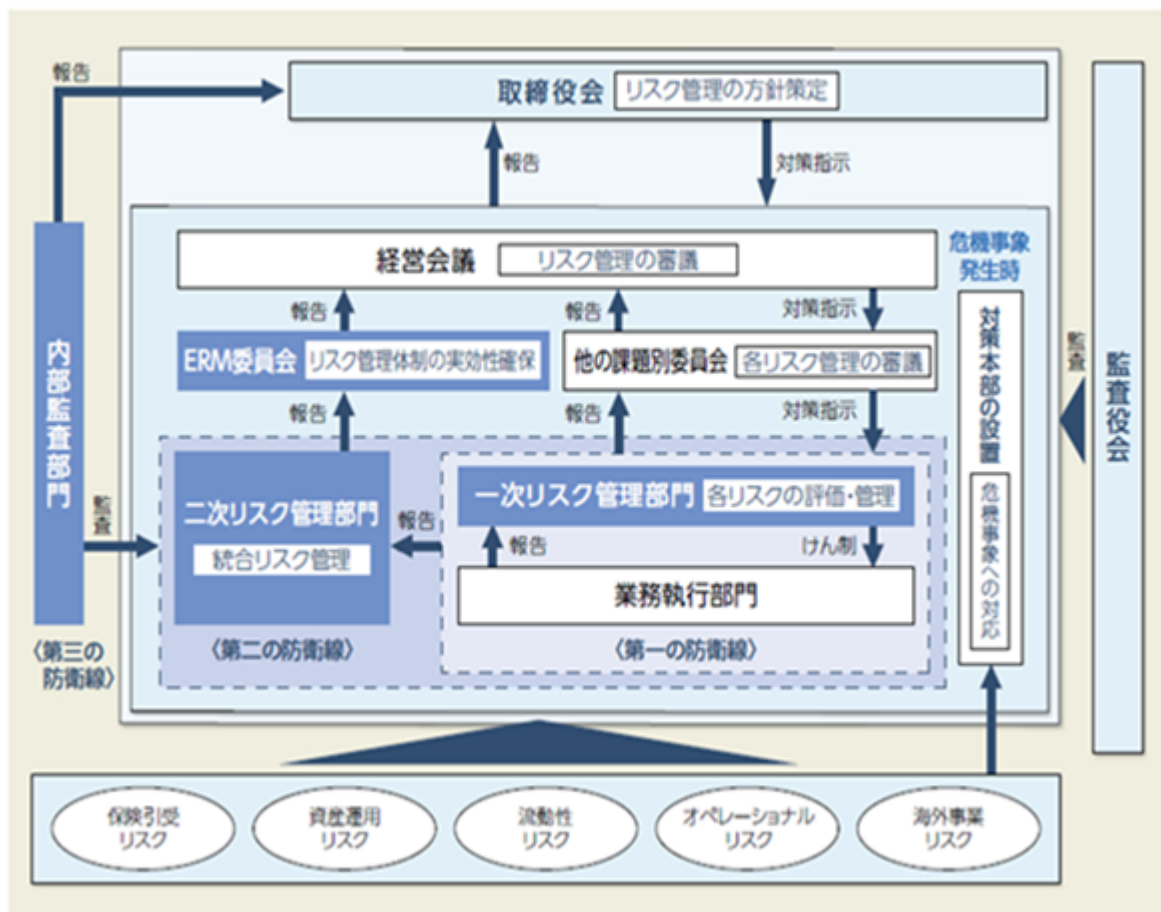 報告
取締役会 リスク管理の方針策定
報告
対策指示
経営会議 リスク管理の審議
危機事象
発生時
報告
報告
対策指示
ERM委員会 リスク管理体制の実効性確保
他の課題別委員会 各リスク管理の審議
報告
報告
対策指示
内部監査部門
監査
二次リスク管理部門
統合リスク管理
報告
一次リスク管理部門 各リスクの評価・管理
報告
けん制
業務執行部門
対策本部の設置
危機事象への対応
監査
監査役会
〈第三の
防衛線〉
〈第二の防衛線〉
〈第一の防衛線〉
保険引受
リスク
資産運用
リスク
流動性
リスク
オペレーショナル
リスク
海外事業
リスク